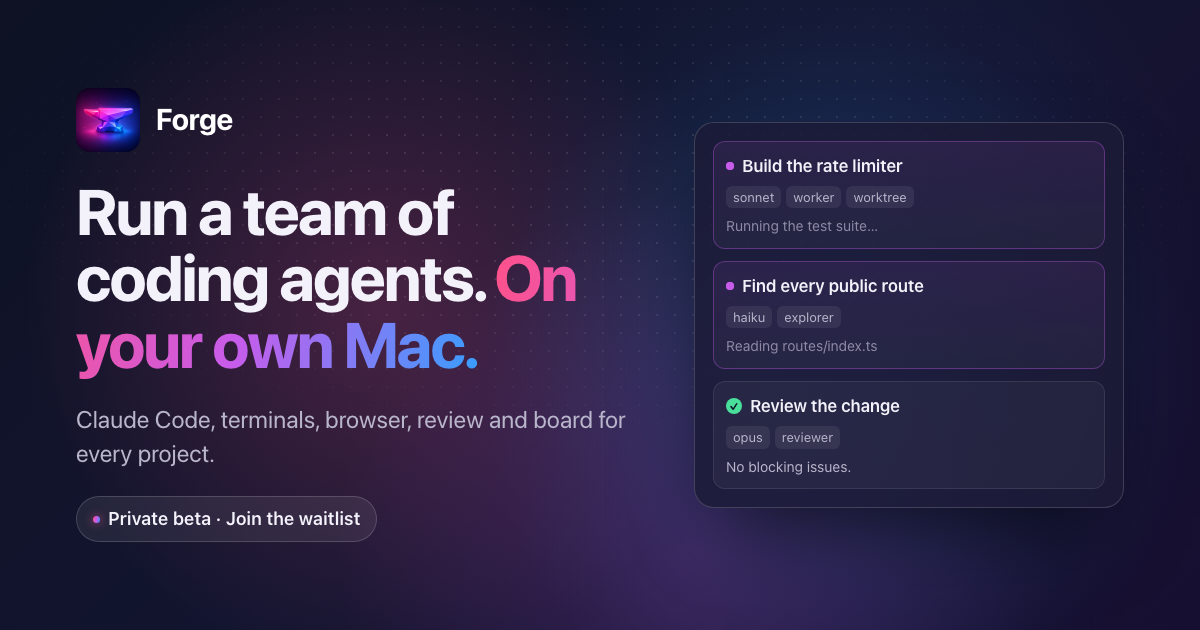 Forge
Run a team of
coding agents. On
your own Mac.
Claude Code, terminals, browser, review and board for
every project.
Private beta · Join the waitlist
Build the rate limiter
sonnet worker worktree
Running the test suite...
Find every public route
haiku explorer
Reading routes/index.ts
Review the change
opus reviewer
No blocking issues.